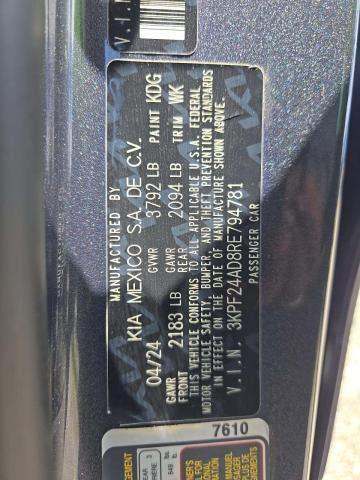 V.I.N
MANUFACTURED BY
KIA MEXICO S.A. DE C.V.
04/24 GVWR 3792 LB PAINT KDG
GAWR FRONT 2183 LB GAWR REAR 2094 LB TRIM WK
THIS VEHICLE CONFORMS TO ALL APPLICABLE U.S.A. FEDERAL
MOTOR VEHICLE SAFETY, BUMPER, AND THEFT PREVENTION STANDARDS
IN EFFECT ON THE DATE OF MANUFACTURE SHOWN ABOVE.
V.I.N. 3KPF24AD8RE794781
PASSENGER CAR
7610